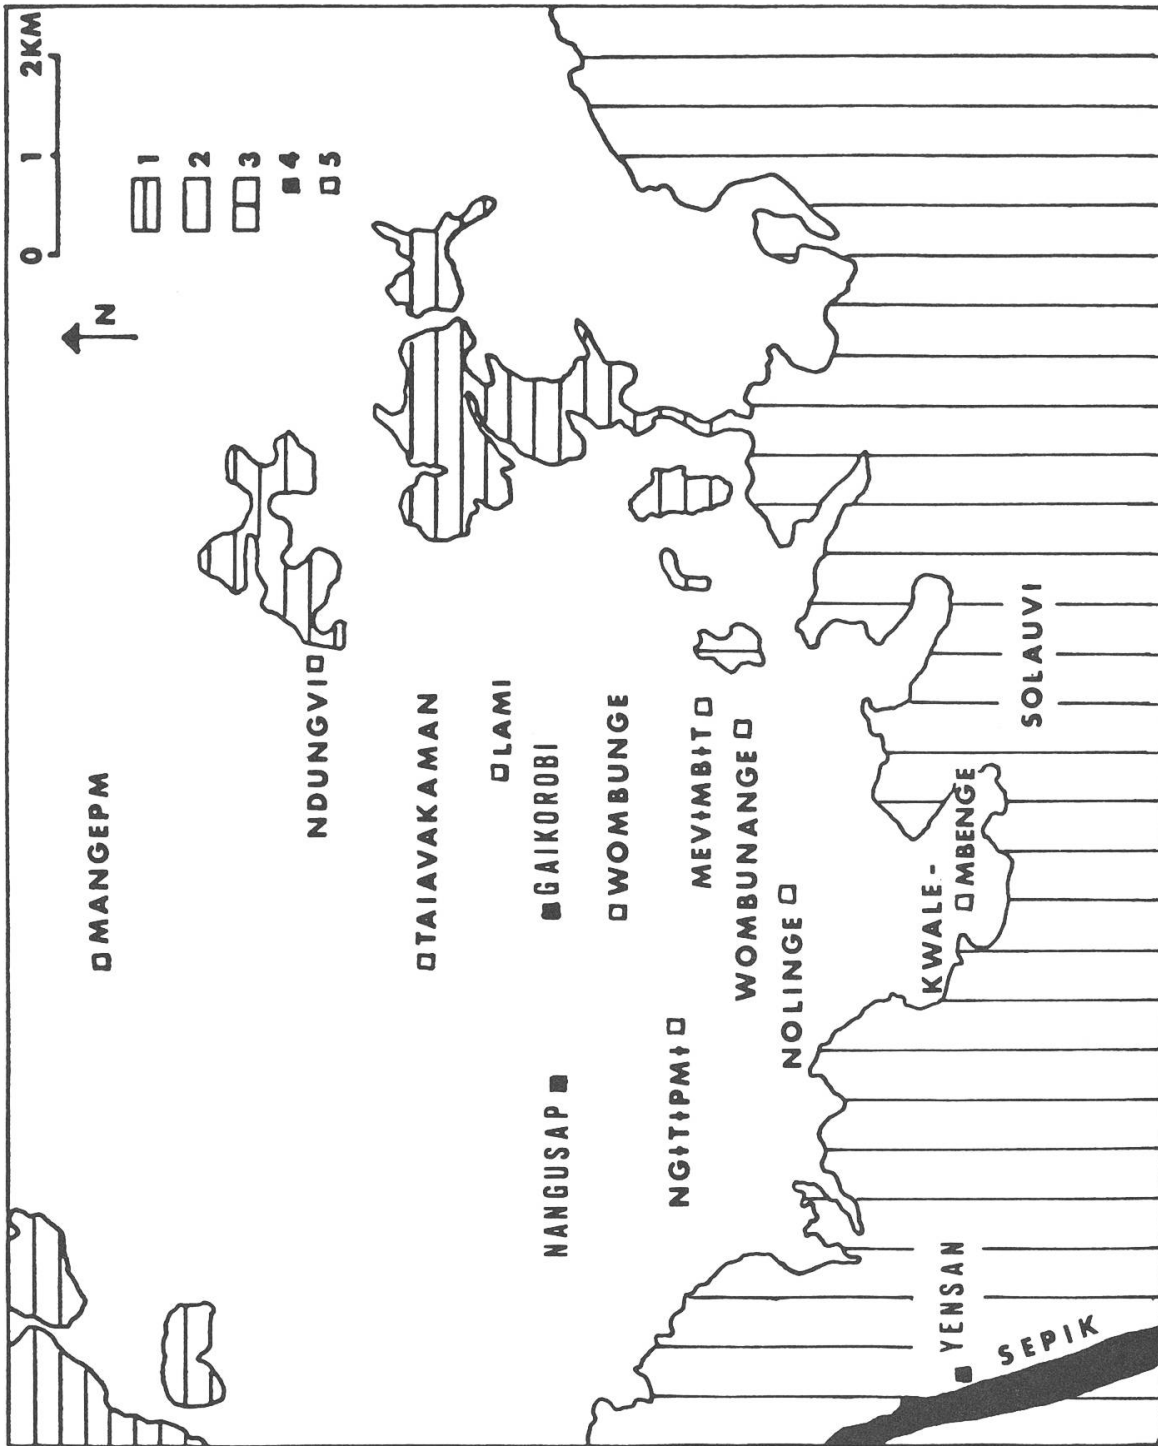 0 1 2KM
MANGEPM
N
1
2
3
4
5
NDUNGVI
TAIAVAKAMAN
LAMI
GAIKOROBI
NANGUSAP
WOMBUNGE
NGƗTƗPMƗ
MEVƗMBƗT
WOMBUNANGE
NOLINGE
KWALE.-
MBENGE
YENSAN
SOLAUVI
SEPIK